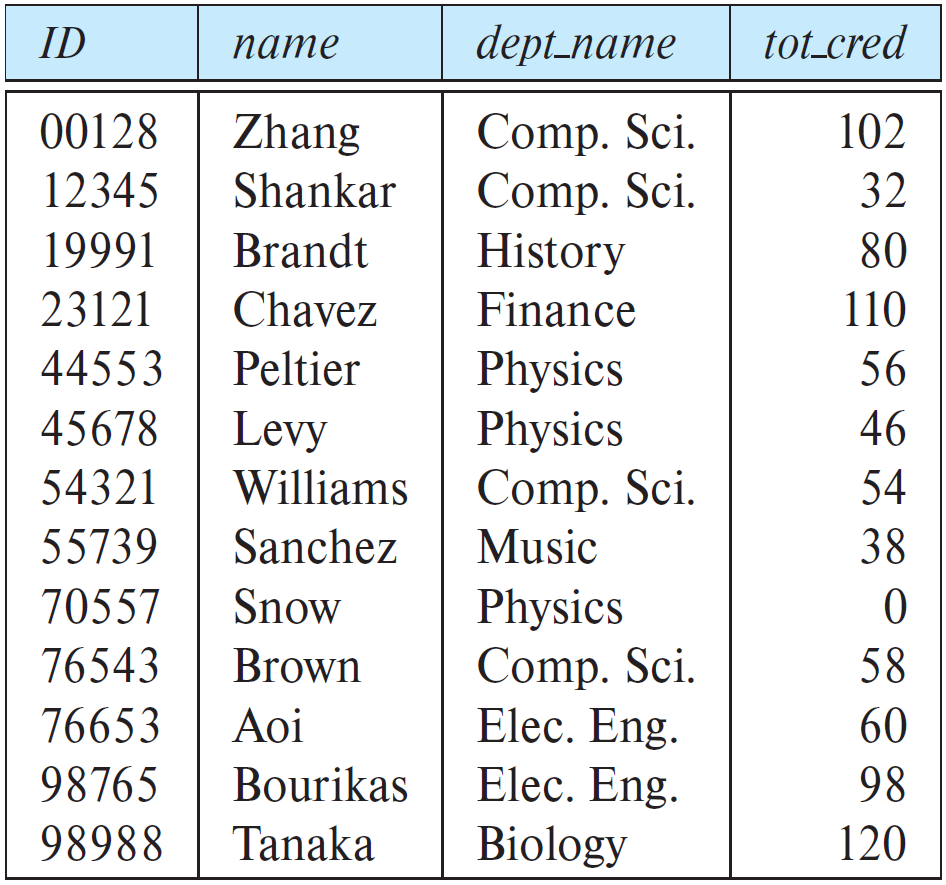 ID name dept_name tot_cred
00128 Zhang Comp. Sci. 102
12345 Shankar Comp. Sci. 32
19991 Brandt History 80
23121 Chavez Finance 110
44553 Peltier Physics 56
45678 Levy Physics 46
54321 Williams Comp. Sci. 54
55739 Sanchez Music 38
70557 Snow Physics 0
76543 Brown Comp. Sci. 58
76653 Aoi Elec. Eng. 60
98765 Bourikas Elec. Eng. 98
98988 Tanaka Biology 120